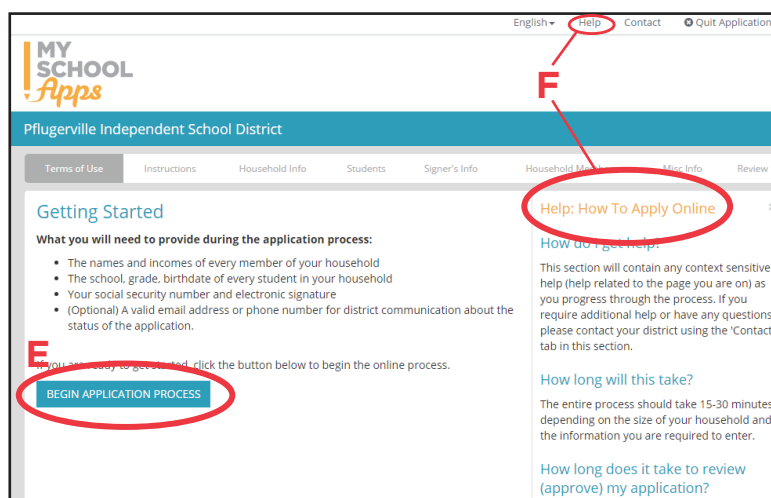 English Help Contact Quit Application
MY
SCHOOL
Apps
F
Pflugerville Independent School District
Terms of Use Instructions Household Info Students Signer's Info Household Misc Info Review
Getting Started
What you will need to provide during the application process:
• The names and incomes of every member of your household
• The school, grade, birthdate of every student in your household
• Your social security number and electronic signature
• (Optional) A valid email address or phone number for district communication about the
status of the application.
E
If you are ready to get started, click the button below to begin the online process.
BEGIN APPLICATION PROCESS
Help: How To Apply Online
How do I get help?
This section will contain any context sensitive
help (help related to the page you are on) as
you progress through the process. If you
require additional help or have any questions
please contact your district using the 'Contact
tab in this section.
How long will this take?
The entire process should take 15-30 minutes
depending on the size of your household and
the information you are required to enter.
How long does it take to review
(approve) my application?